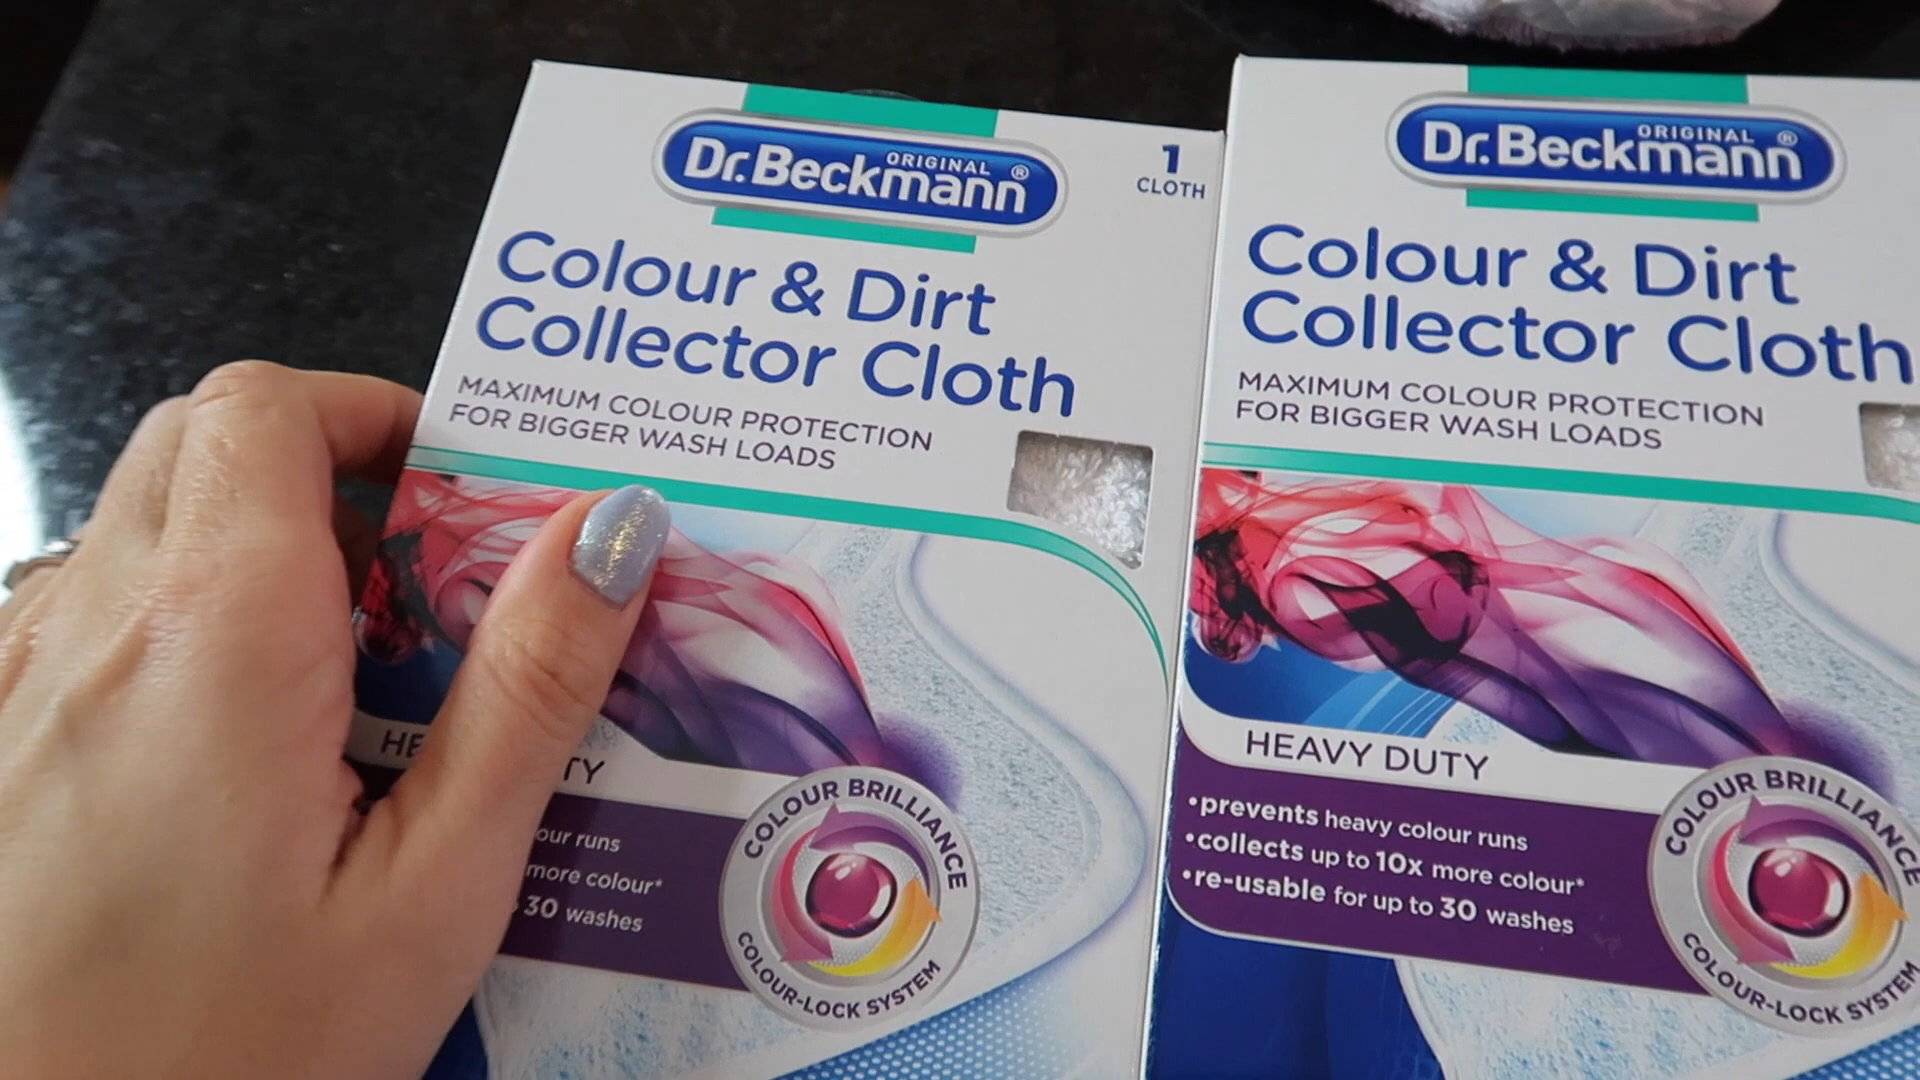 ORIGINAL
Dr.Beckmann®
1
CLOTH
Colour & Dirt
Collector Cloth
MAXIMUM COLOUR PROTECTION
FOR BIGGER WASH LOADS
our runs
more colour*
30 washes
COLOUR BRILLIANCE
COLOUR-LOCK SYSTEM
ORIGINAL
Dr.Beckmann®
Colour & Dirt
Collector Cloth
MAXIMUM COLOUR PROTECTION
FOR BIGGER WASH LOADS
HEAVY DUTY
•prevents heavy colour runs
•collects up to 10x more colour*
•re-usable for up to 30 washes
COLOUR BRILLIANCE
COLOUR-LOCK SYSTEM